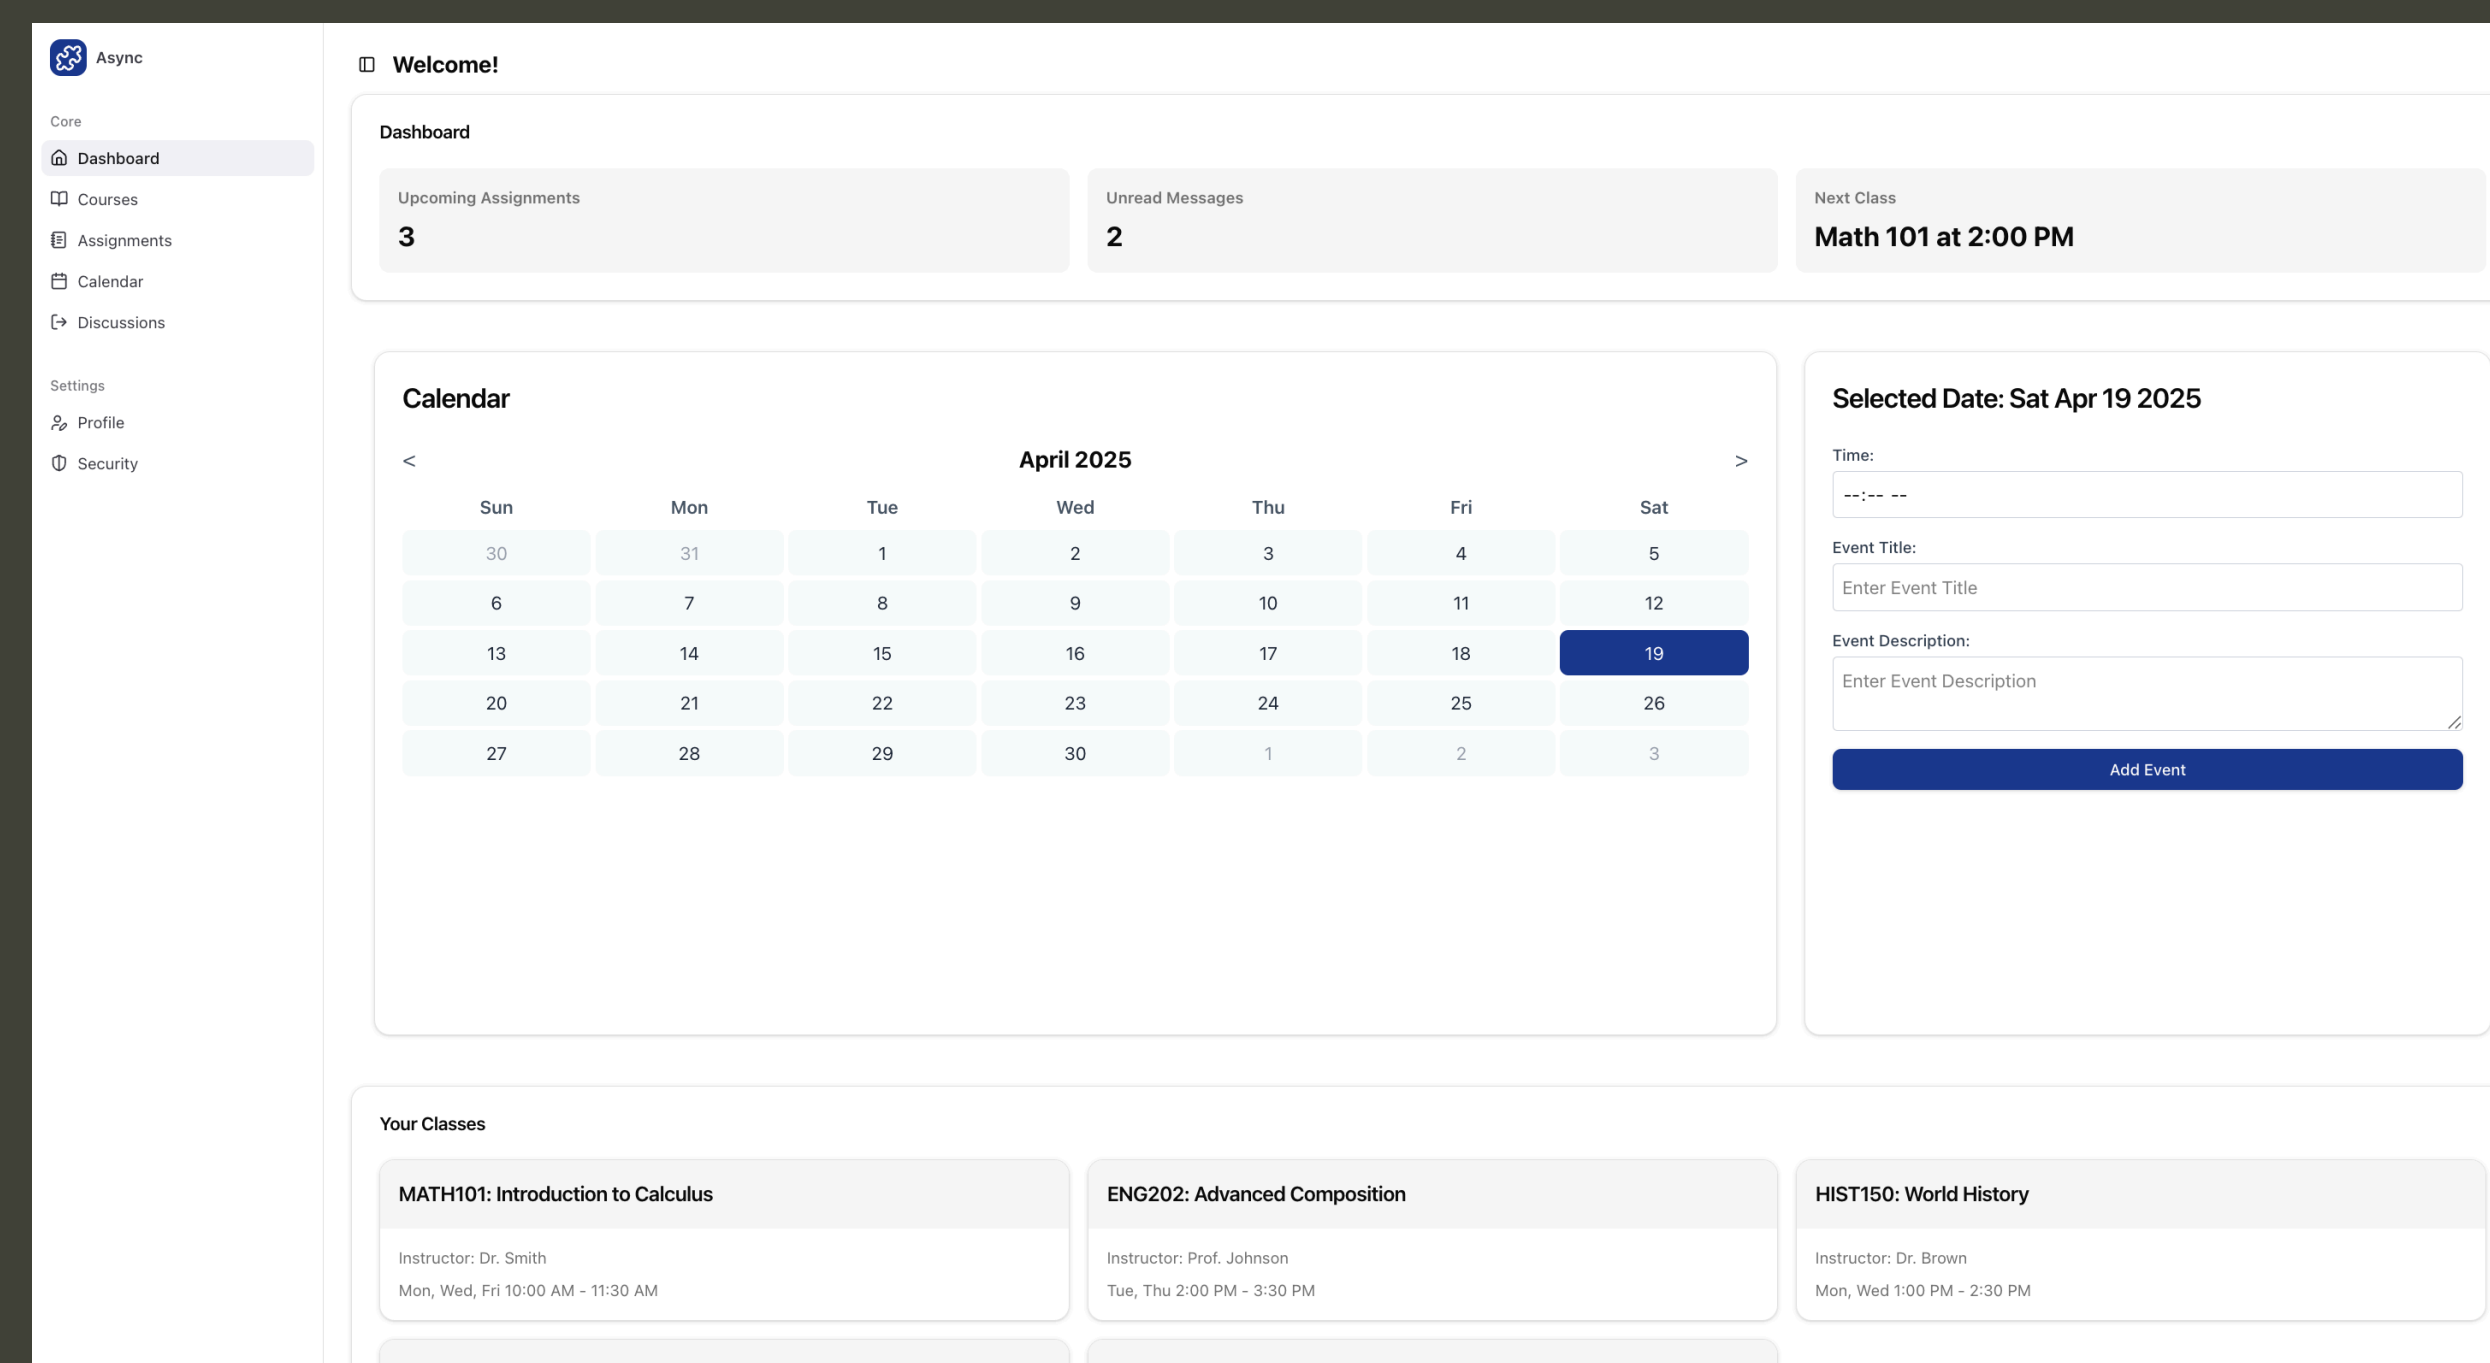 Async
Core
Dashboard
Courses
Assignments
Calendar
Discussions
Settings
Profile
Security
Welcome!
Dashboard
Upcoming Assignments
3
Unread Messages
2
Next Class
Math 101 at 2:00 PM
Calendar
< April 2025 >
Sun Mon Tue Wed Thu Fri Sat
30 31 1 2 3 4 5
6 7 8 9 10 11 12
13 14 15 16 17 18 19
20 21 22 23 24 25 26
27 28 29 30 1 2 3
Selected Date: Sat Apr 19 2025
Time:
--:-- --
Event Title:
Enter Event Title
Event Description:
Enter Event Description
Add Event
Your Classes
MATH101: Introduction to Calculus
Instructor: Dr. Smith
Mon, Wed, Fri 10:00 AM - 11:30 AM
ENG202: Advanced Composition
Instructor: Prof. Johnson
Tue, Thu 2:00 PM - 3:30 PM
HIST150: World History
Instructor: Dr. Brown
Mon, Wed 1:00 PM - 2:30 PM